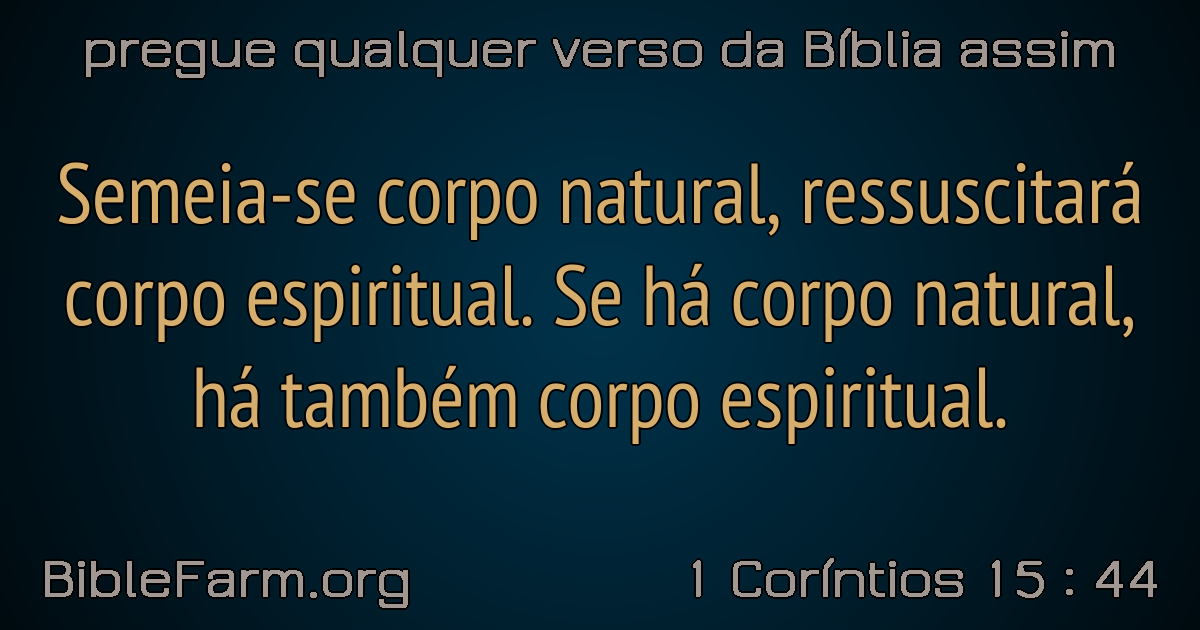 pregue qualquer verso da Bíblia assim
Semeia-se corpo natural, ressuscitará
corpo espiritual. Se há corpo natural,
há também corpo espiritual.
BibleFarm.org
1 Coríntios 15 : 44